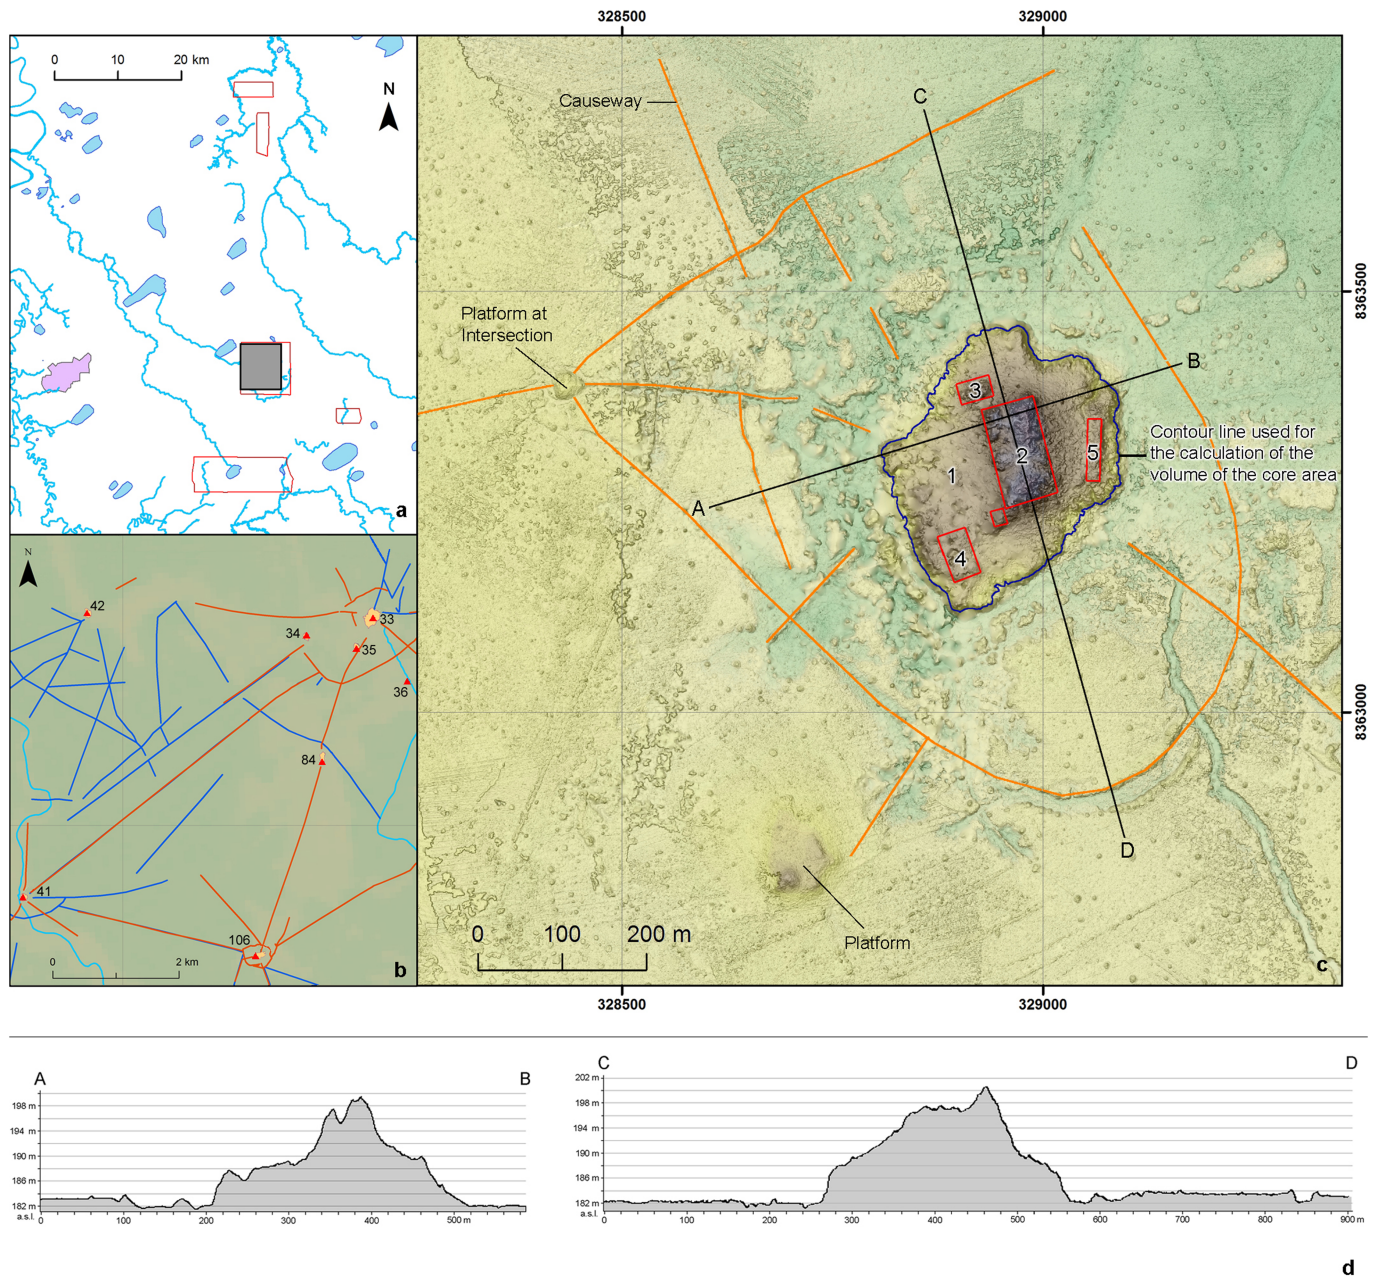 328500
329000
0
10
20 km
N
a
N
42
34
33
35
36
84
41
106
0
2 km
b
Causeway
C
Platform at
Intersection
B
3
Contour line used for
the calculation of the
volume of the core area
2
5
1
A
4
D
Platform
0
100
200 m
c
8363500
8363000
328500
329000
A
B
198 m
194 m
190 m
186 m
182 m
a.s.l.
0
100
200
300
400
500 m
C
D
202 m
198 m
194 m
190 m
186 m
182 m
a.s.l.
0
100
200
300
400
500
600
700
800
900 m
d